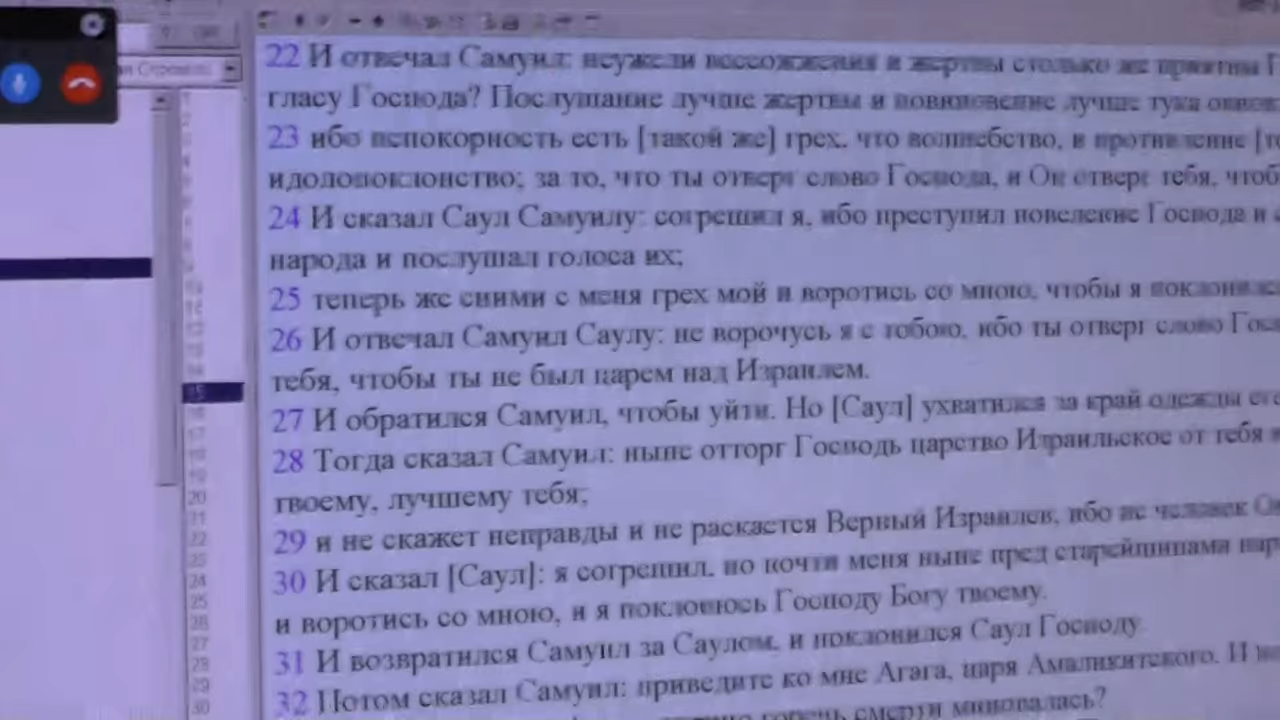 22 И отвечал Самуил: неужели всесожжения и жертвы столько же приятны Г
гласу Господа? Послушание лучше жертвы и повиновение лучше тука овнов
23 ибо непокорность есть [такой же] грех, что волшебство, и противление [то
идолопоклонство; за то, что ты отверг слово Господа, и Он отверг тебя, чтоб
24 И сказал Саул Самуилу: согрешил я, ибо преступил повеление Господа и
народа и послушал голоса их;
25 теперь же сними с меня грех мой и воротись со мною, чтобы я поклонился
26 И отвечал Самуил Саулу: не ворочусь я с тобою, ибо ты отверг слово Гос
тебя, чтобы ты не был царем над Израилем.
27 И обратился Самуил, чтобы уйти. Но [Саул] ухватился за край одежды его
28 Тогда сказал Самуил: ныне отторг Господь царство Израильское от тебя и
твоему, лучшему тебя;
29 и не скажет неправды и не раскается Верный Израилев, ибо не человек Он
30 И сказал [Саул]: я согрешил, но почти меня ныне пред старейшинами нар
и воротись со мною, и я поклонюсь Господу Богу твоему.
31 И возвратился Самуил за Саулом, и поклонился Саул Господу.
32 Потом сказал Самуил: приведите ко мне Агага, царя Амаликитского. И
горечь смерти миновалась?